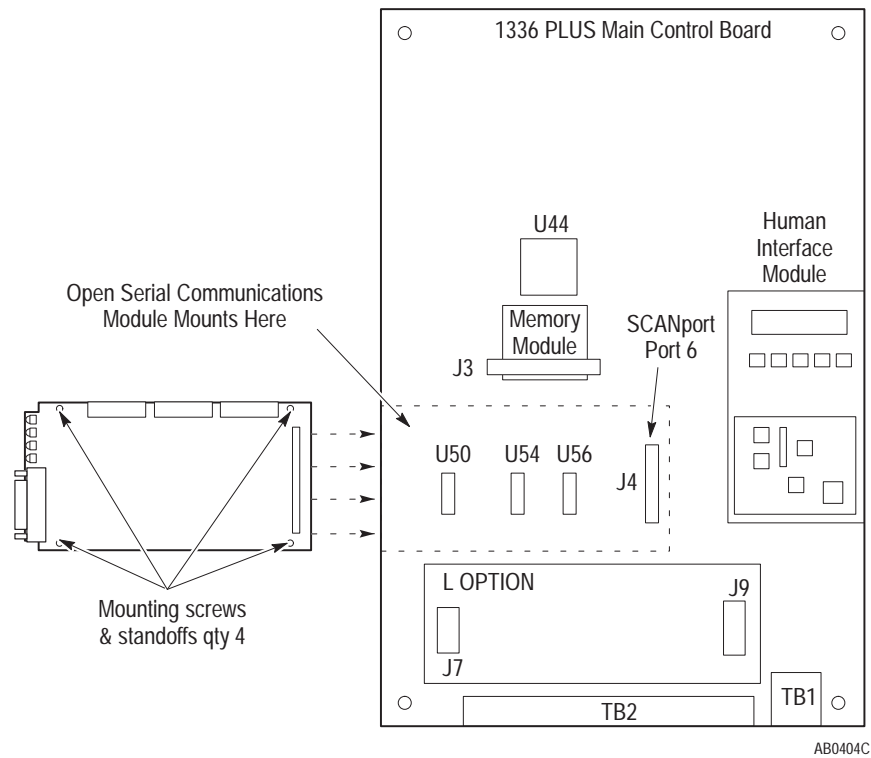 1336 PLUS Main Control Board
U44
Human
Interface
Module
Open Serial Communications
Module Mounts Here
Memory
Module
SCANport
Port 6
J3
U50
U54
U56
J4
L OPTION
J9
J7
Mounting screws
& standoffs qty 4
TB1
TB2
AB0404C